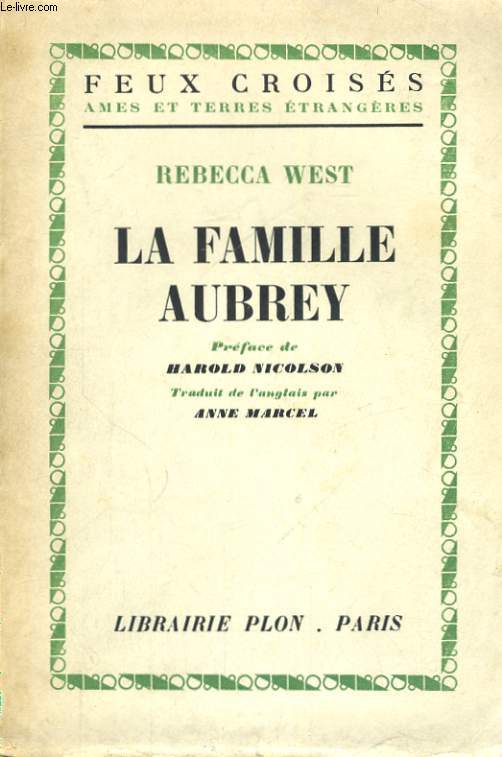 Le-livre.com
FEUX CROISÉS
AMES ET TERRES ÉTRANGÈRES
REBECCA WEST
LA FAMILLE
AUBREY
Préface de
HAROLD NICOLSON
Traduit de l'anglais par
ANNE MARCEL
LIBRAIRIE PLON . PARIS